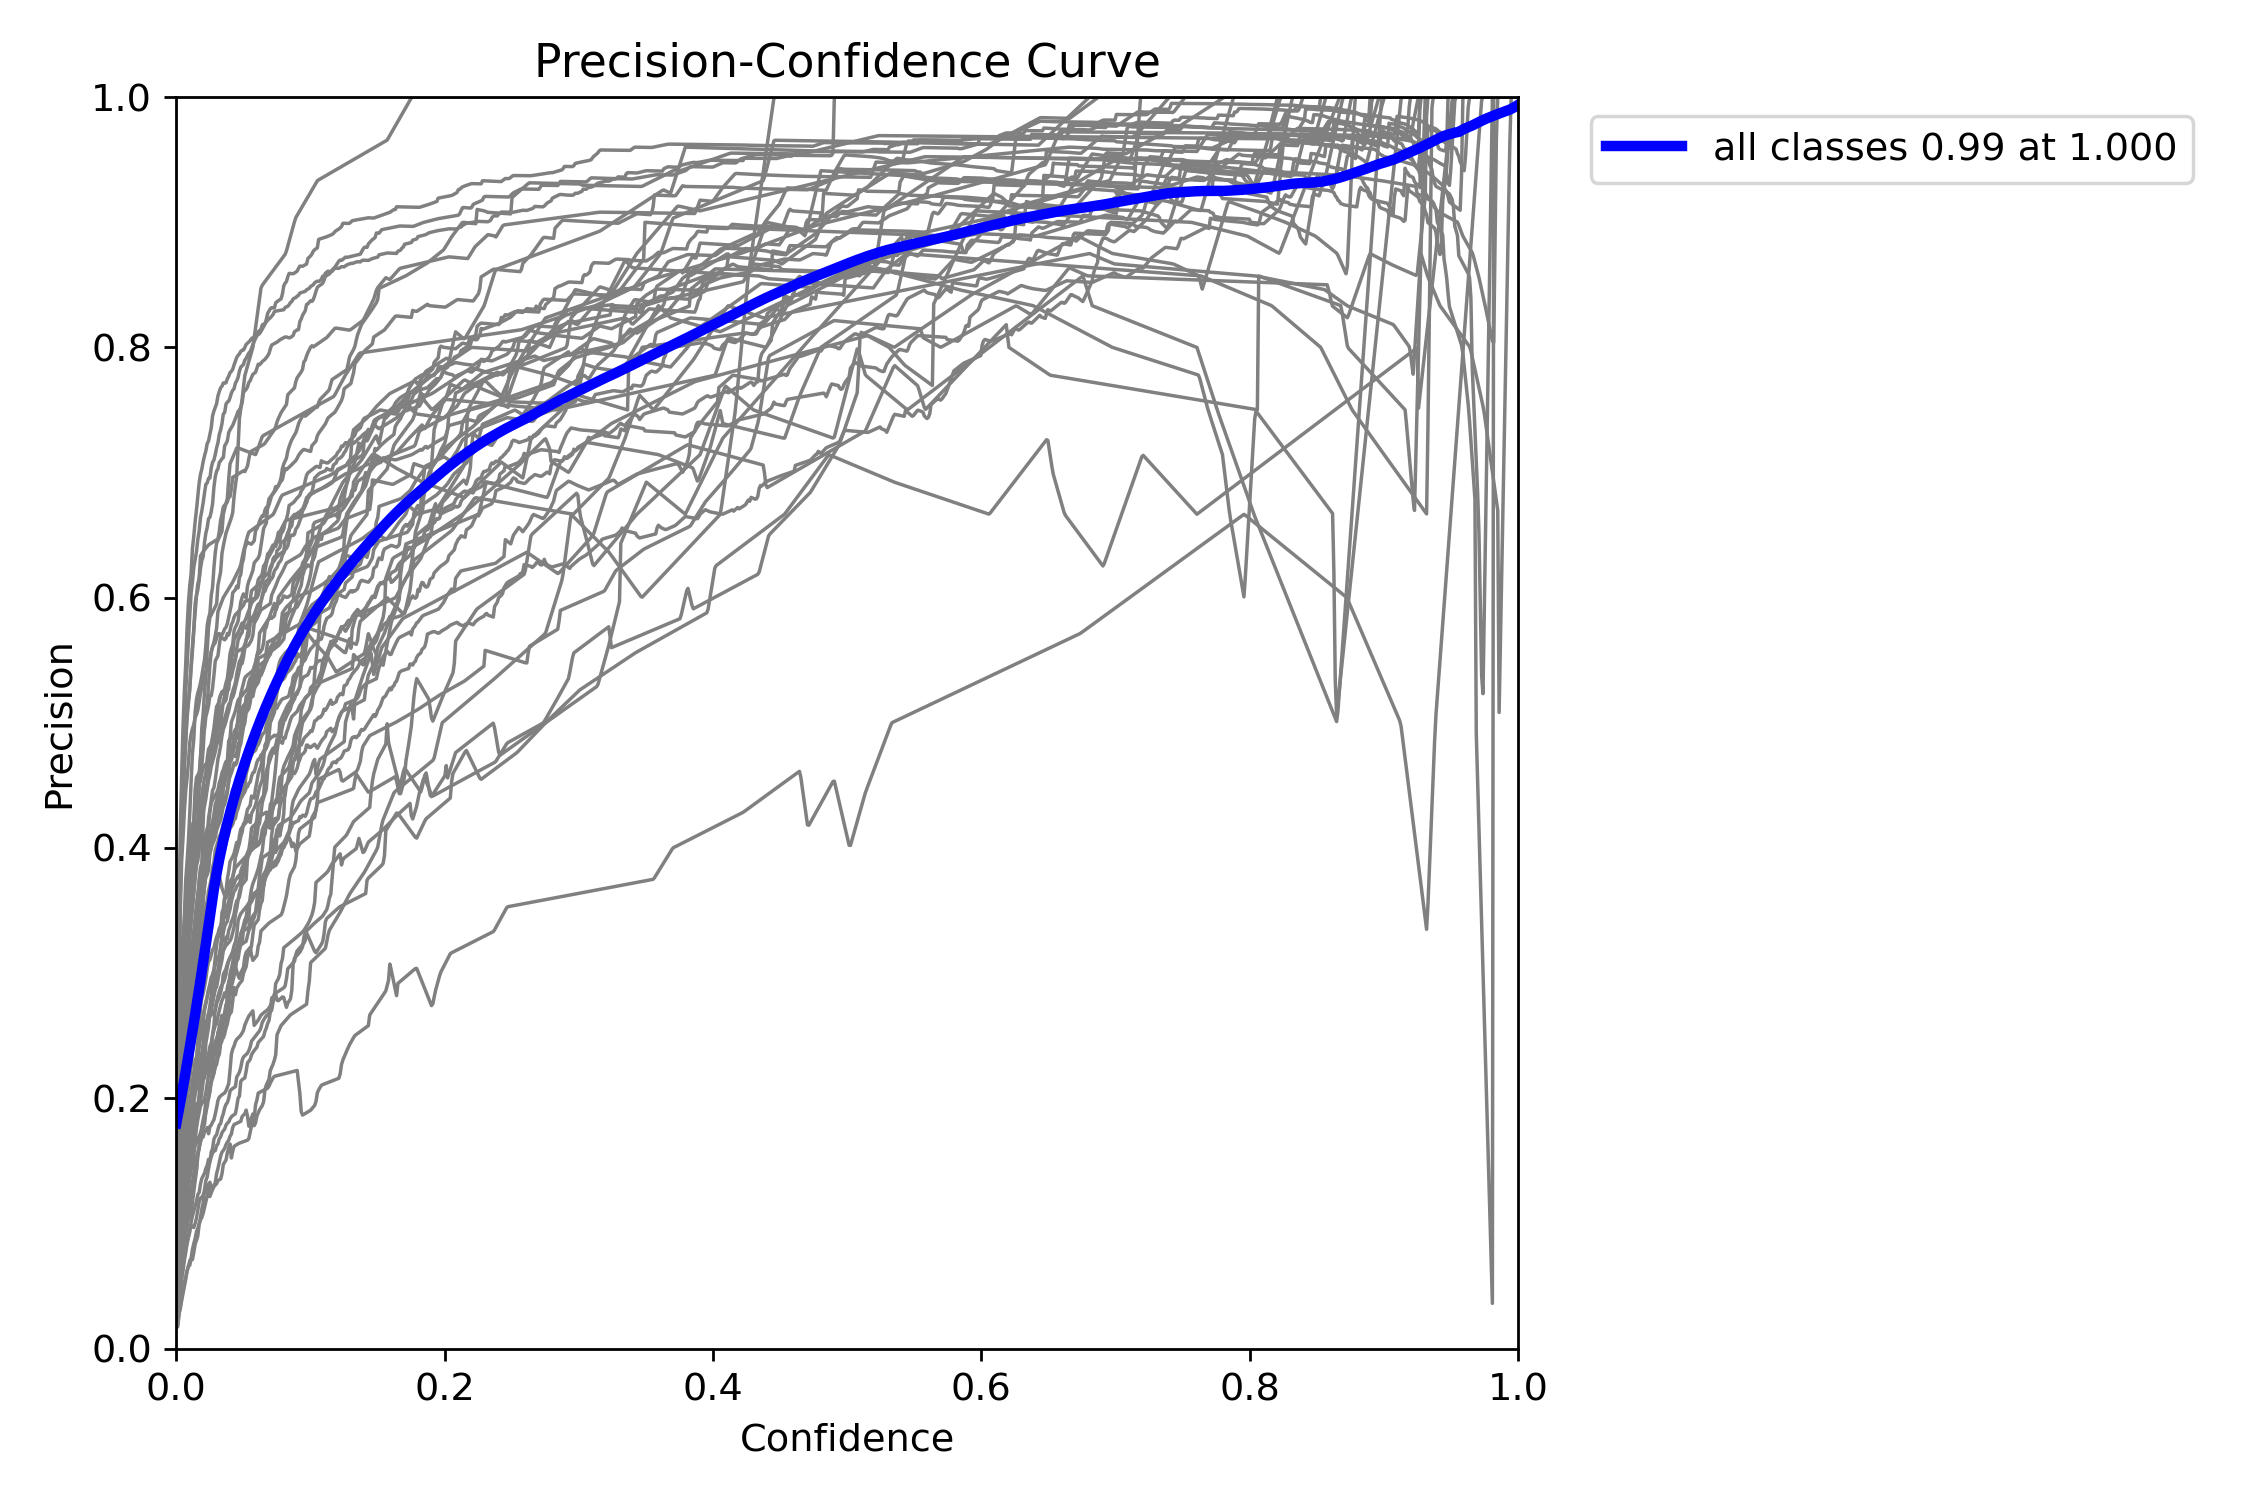 Precision-Confidence Curve
all classes 0.99 at 1.000
Precision
1.0
0.8
0.6
0.4
0.2
0.0
0.0 0.2 0.4 0.6 0.8 1.0
Confidence